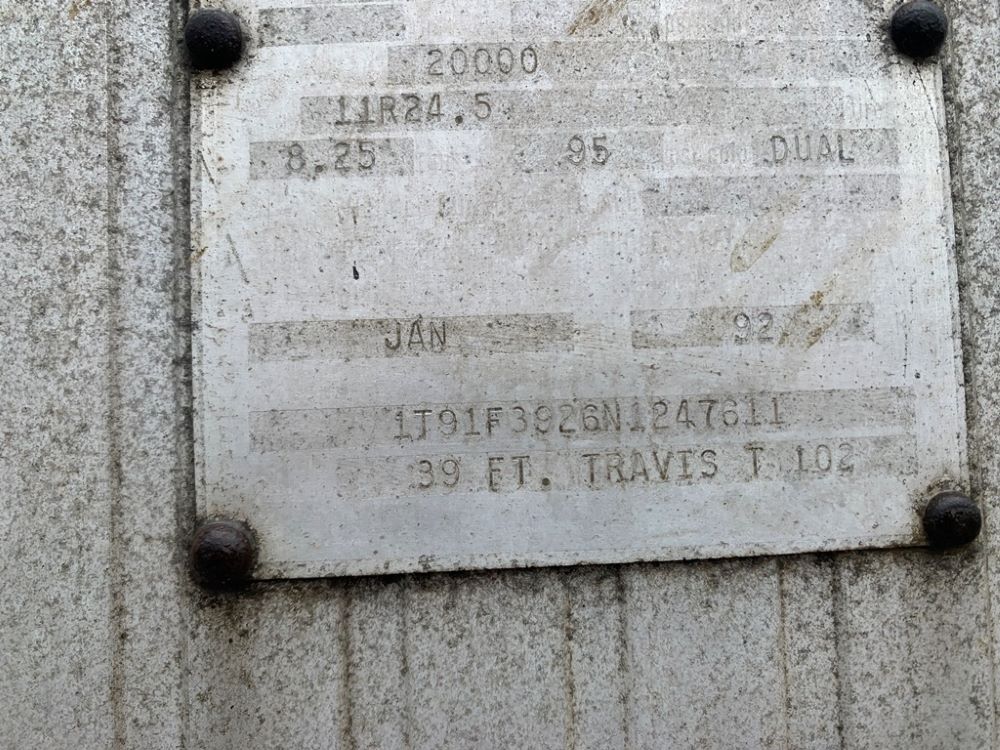 20000
11R24.5
8.25 95 DUAL
JAN 92
1T91F3926N1247611
39 FT. TRAVIS T 102